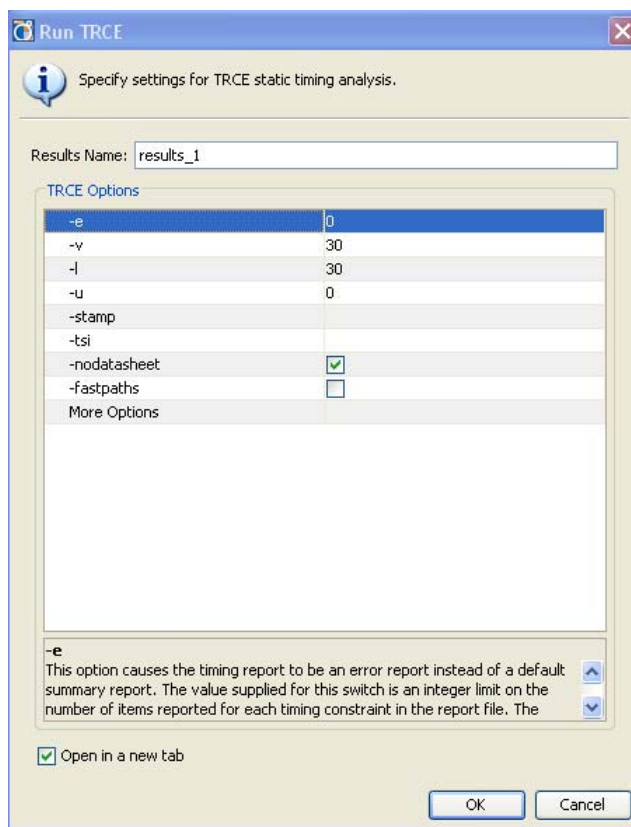 Run TRCE
Specify settings for TRCE static timing analysis.
Results Name: results_1
TRCE Options
-e 0
-v 30
-l 30
-u 0
-stamp
-tsi
-nodatasheet
-fastpaths
More Options
-e
This option causes the timing report to be an error report instead of a default
summary report. The value supplied for this switch is an integer limit on the
number of items reported for each timing constraint in the report file. The
Open in a new tab
OK Cancel